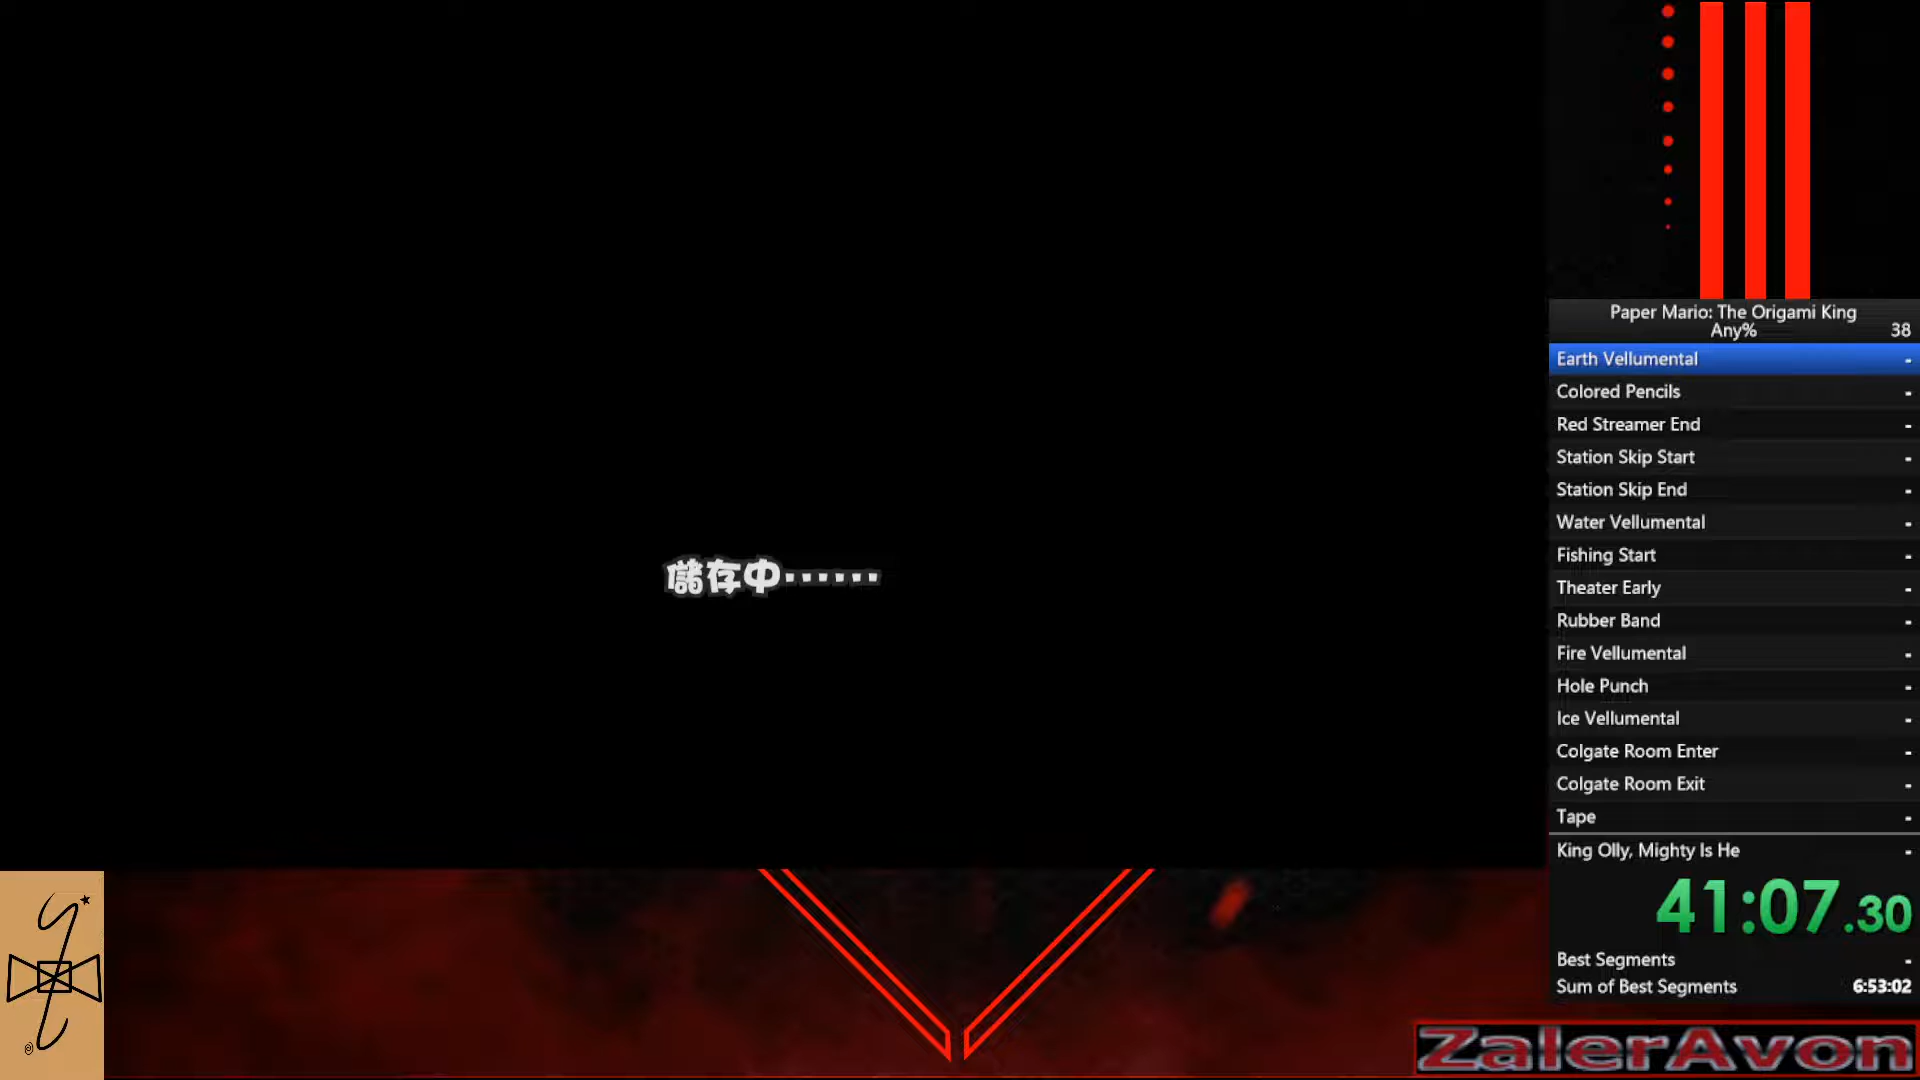 儲存中⋯⋯
Paper Mario: The Origami King
Any%
38
Earth Vellumental -
Colored Pencils -
Red Streamer End -
Station Skip Start -
Station Skip End -
Water Vellumental -
Fishing Start -
Theater Early -
Rubber Band -
Fire Vellumental -
Hole Punch -
Ice Vellumental -
Colgate Room Enter -
Colgate Room Exit -
Tape -
King Olly, Mighty Is He -
41:07.30
Best Segments -
Sum of Best Segments 6:53:02
ZalerAvon